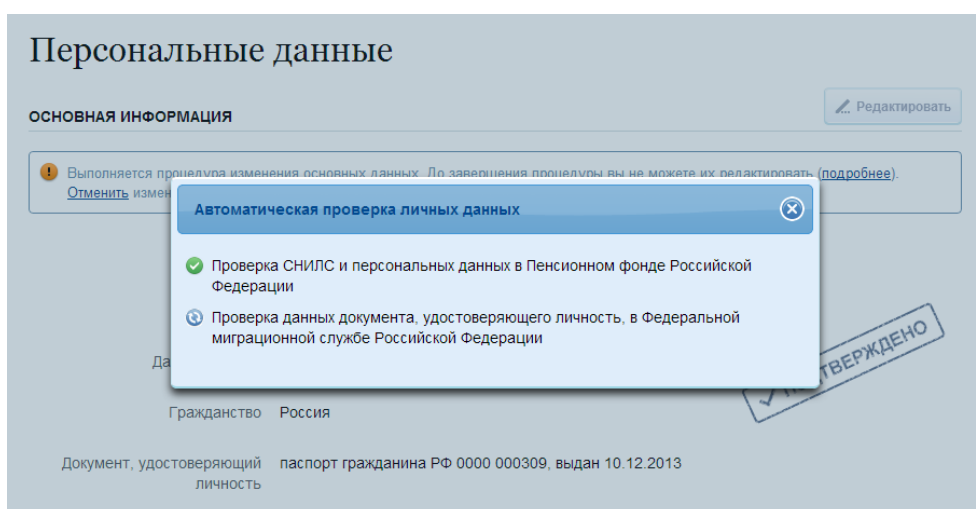 Персональные данные
ОСНОВНАЯ ИНФОРМАЦИЯ
Редактировать
Выполняется процедура изменения основных данных. До завершения процедуры вы не можете их редактировать (подробнее).
Отменить
Автоматическая проверка личных данных
Проверка СНИЛС и персональных данных в Пенсионном фонде Российской
Федерации
Проверка данных документа, удостоверяющего личность, в Федеральной
миграционной службе Российской Федерации
Гражданство Россия
Документ, удостоверяющий паспорт гражданина РФ 0000 000309, выдан 10.12.2013
личность